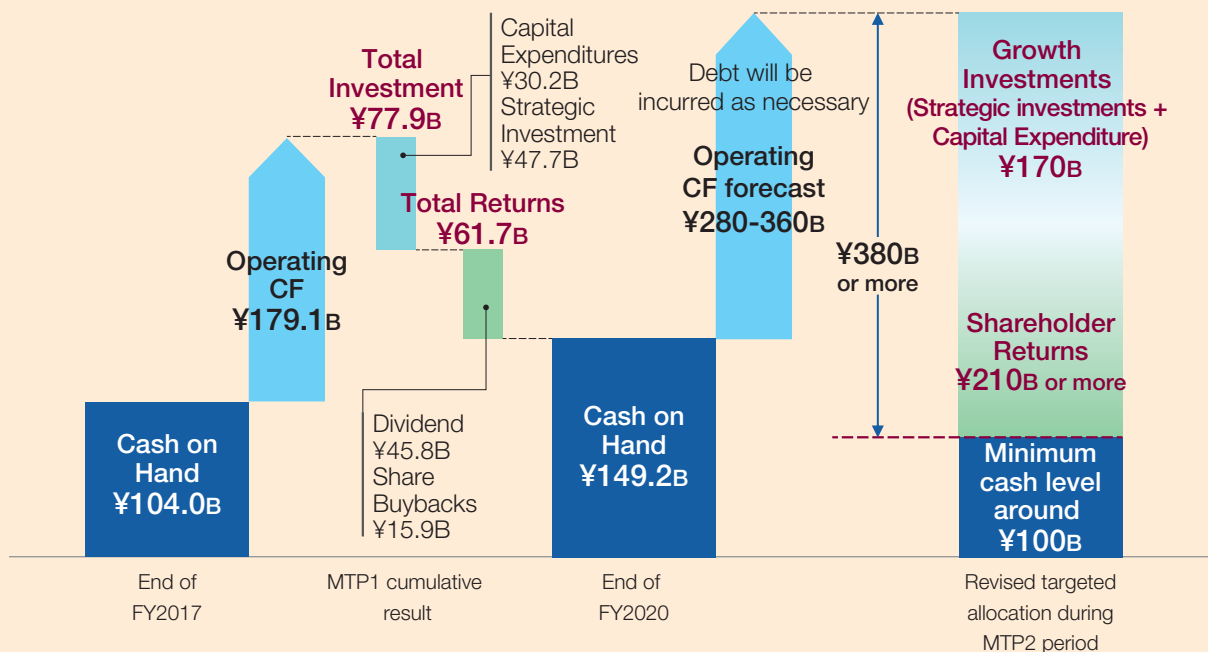 Cash on
Hand
¥104.0B
End of
FY2017
Operating
CF
¥179.1B
Total
Investment
¥77.9B
Capital
Expenditures
¥30.2B
Strategic
Investment
¥47.7B
Total Returns
¥61.7B
Dividend
¥45.8B
Share
Buybacks
¥15.9B
MTP1 cumulative
result
Cash on
Hand
¥149.2B
End of
FY2020
Debt will be
incurred as necessary
Operating
CF forecast
¥280-360B
¥380B
or more
Growth
Investments
(Strategic investments +
Capital Expenditure)
¥170B
Shareholder
Returns
¥210B or more
Minimum
cash level
around
¥100B
Revised targeted
allocation during
MTP2 period